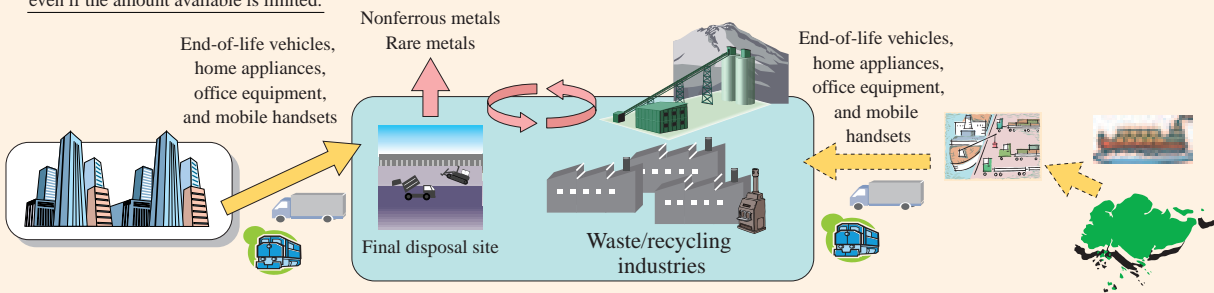 even if the amount available is limited.
Nonferrous metals
Rare metals
End-of-life vehicles,
home appliances,
office equipment,
and mobile handsets
End-of-life vehicles,
home appliances,
office equipment,
and mobile
handsets
Final disposal site
Waste/recycling
industries